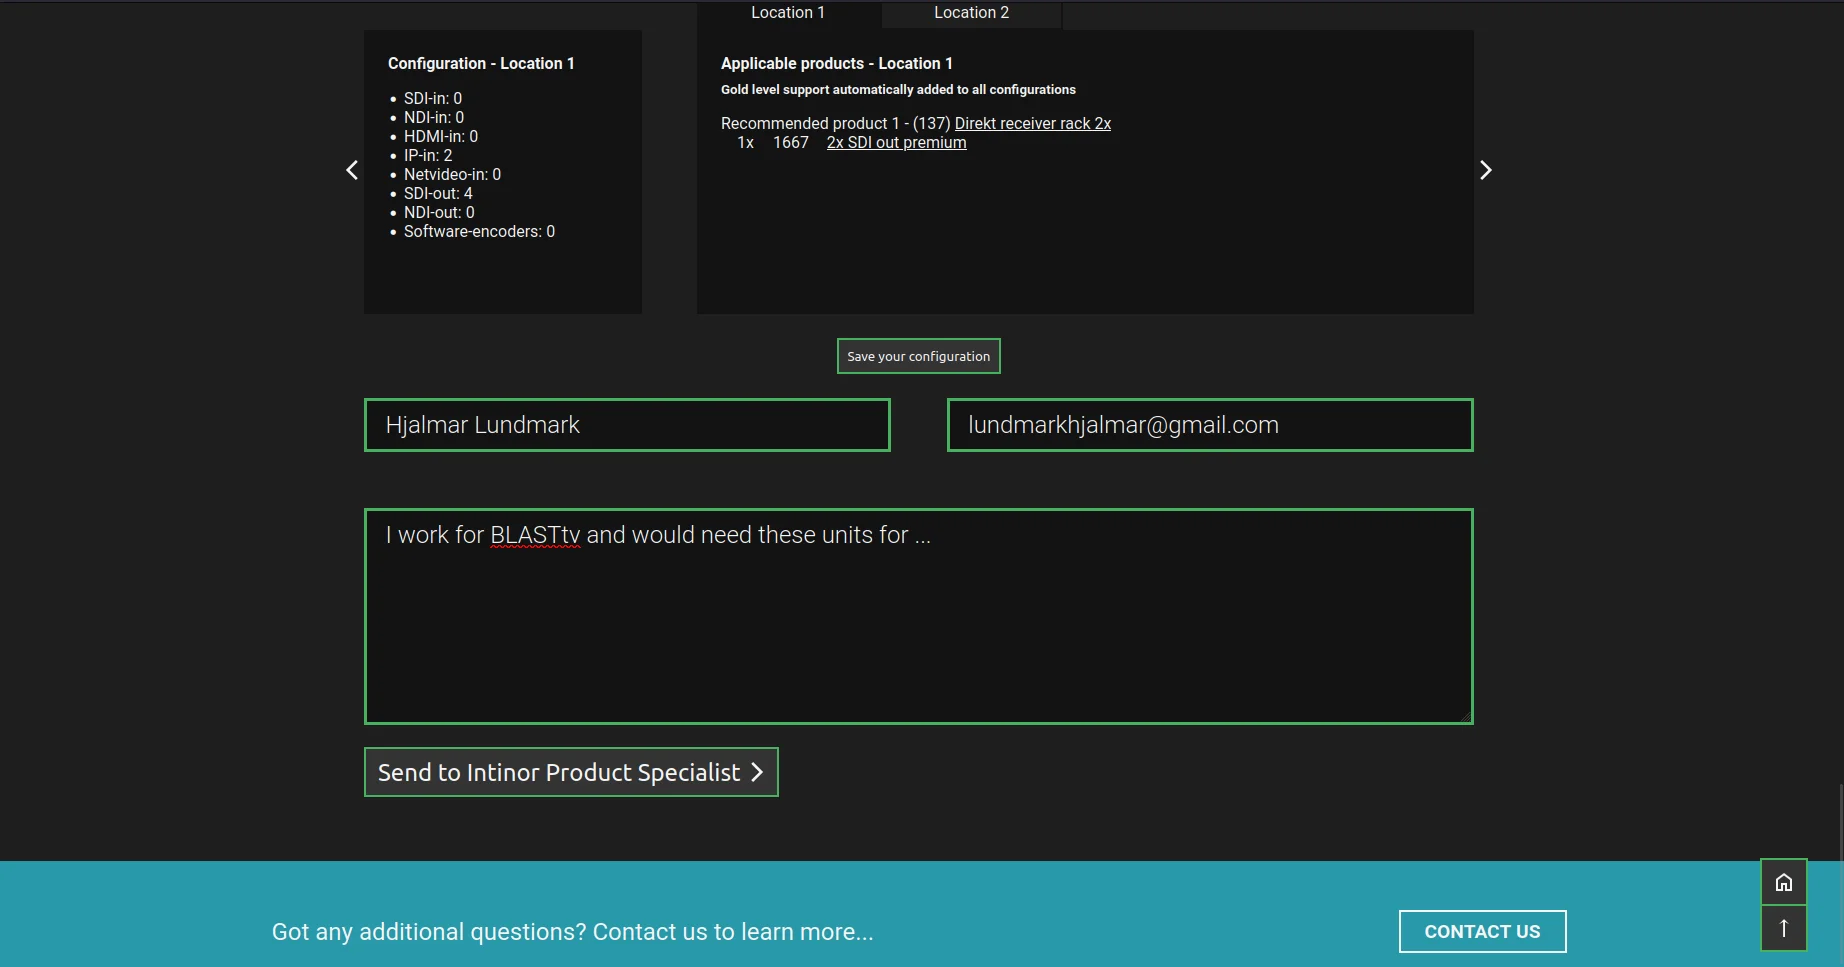 Location 1
Location 2
Configuration - Location 1
SDI-in: 0
NDI-in: 0
HDMI-in: 0
IP-in: 2
Netvideo-in: 0
SDI-out: 4
NDI-out: 0
Software-encoders: 0
Applicable products - Location 1
Gold level support automatically added to all configurations
Recommended product 1 - (137) Direkt receiver rack 2x
1x 1667 2x SDI out premium
Save your configuration
Hjalmar Lundmark
lundmarkhjalmar@gmail.com
I work for BLASTtv and would need these units for ...
Send to Intinor Product Specialist
Got any additional questions? Contact us to learn more...
CONTACT US